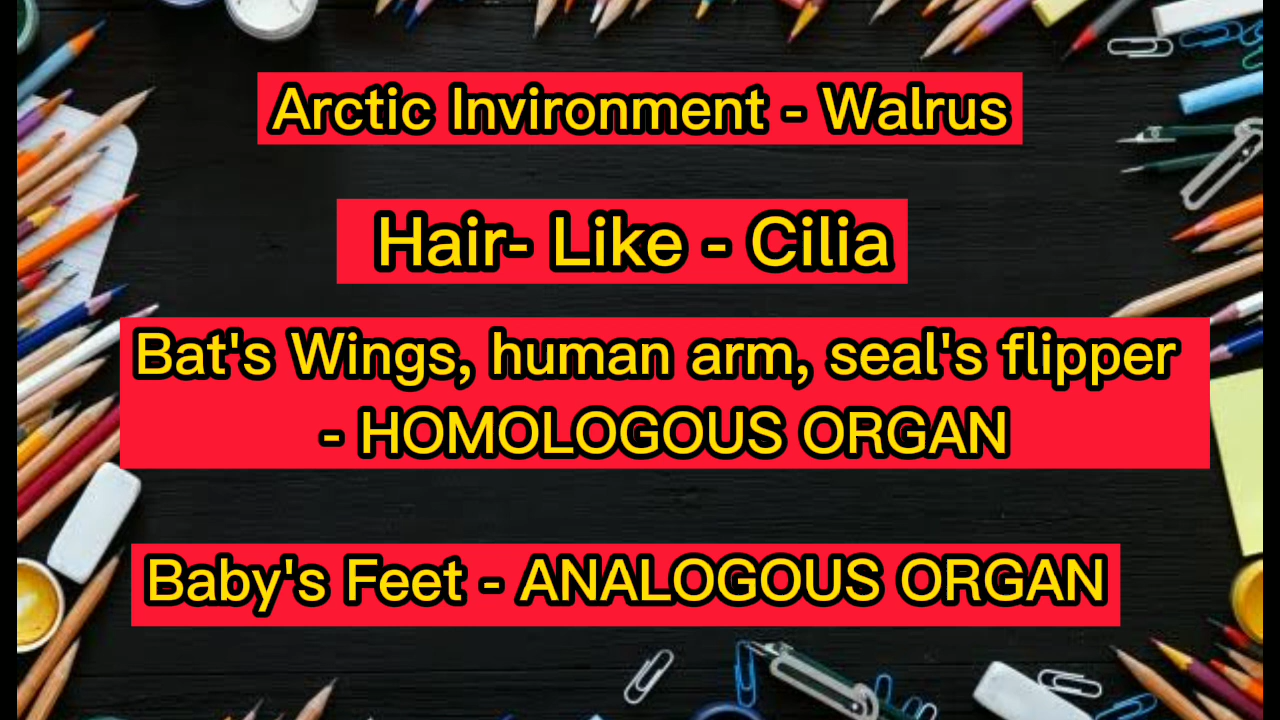 Arctic Invironment - Walrus
Hair- Like - Cilia
Bat's Wings, human arm, seal's flipper
- HOMOLOGOUS ORGAN
Baby's Feet - ANALOGOUS ORGAN